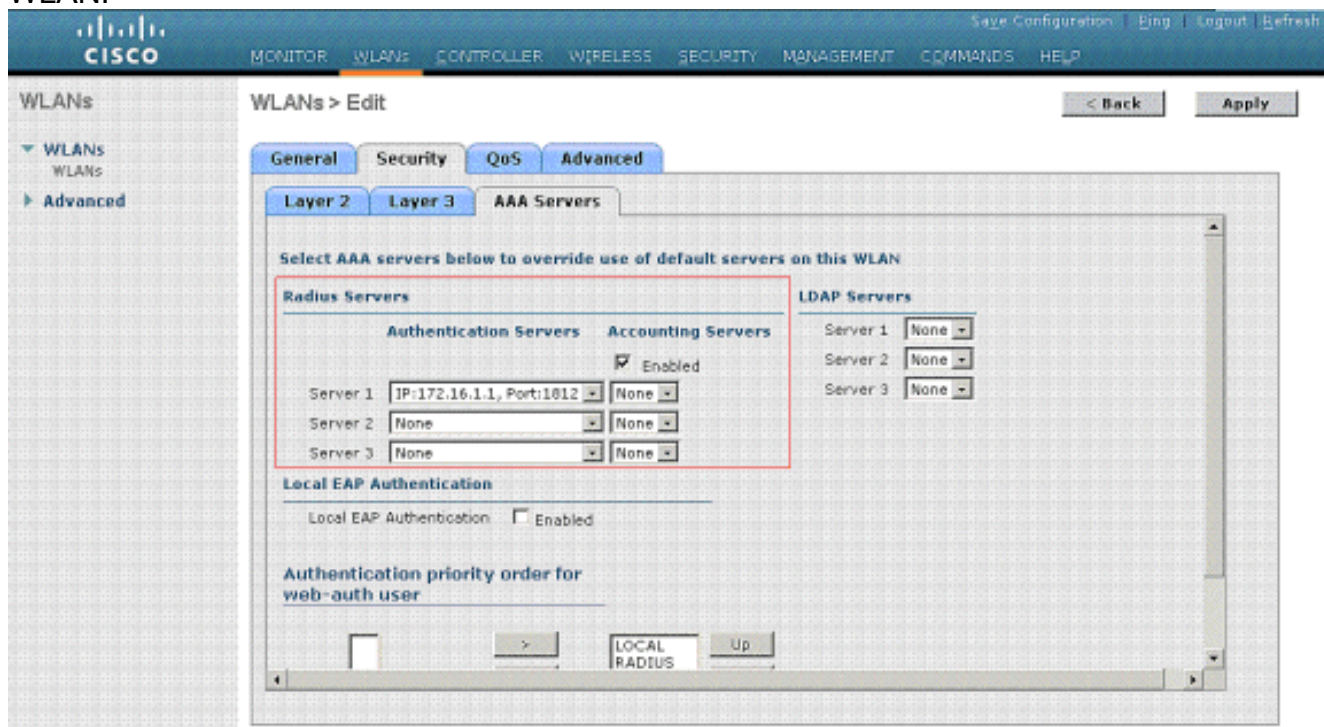 WLAN.
Save Configuration | Ping | Logout | Refresh
CISCO
MONITOR WLANs CONTROLLER WIRELESS SECURITY MANAGEMENT COMMANDS HELP
WLANs
WLANs > Edit
< Back
Apply
WLANs
WLANs
Advanced
General Security QoS Advanced
Layer 2 Layer 3 AAA Servers
Select AAA servers below to override use of default servers on this WLAN
Radius Servers
LDAP Servers
Authentication Servers Accounting Servers
Enabled
Server 1 IP:172.16.1.1, Port:1812 None
Server 2 None None
Server 3 None None
Server 1 None
Server 2 None
Server 3 None
Local EAP Authentication
Local EAP Authentication Enabled
Authentication priority order for
web-auth user
>
LOCAL
RADIUS
Up